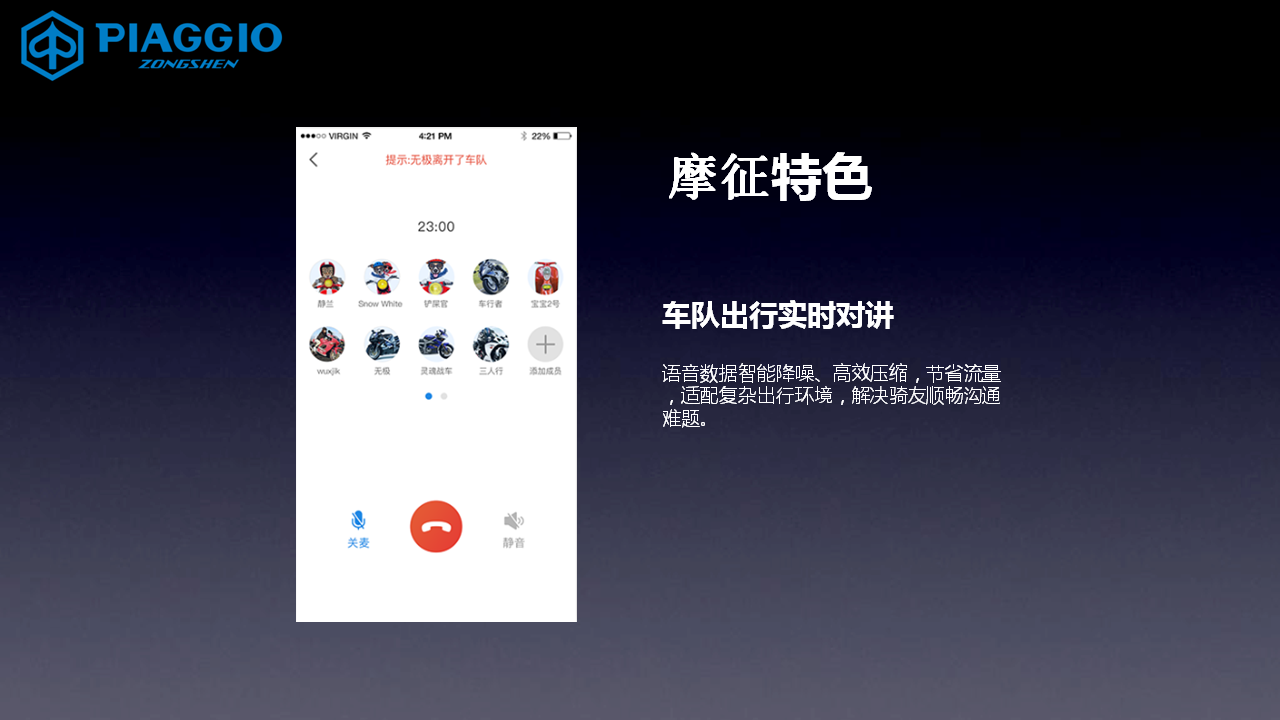 PIAGGIO
ZONGSHEN
VIRGIN 4:21 PM 22%
提示:无极离开了车队
23:00
静兰 Snow White 铲屎官 车行者 宝宝2号
wuxjik 无极 灵魂战车 三人行 添加成员
关麦 静音
摩征特色
车队出行实时对讲
语音数据智能降噪、高效压缩，节省流量
，适配复杂出行环境，解决骑友顺畅沟通
难题。